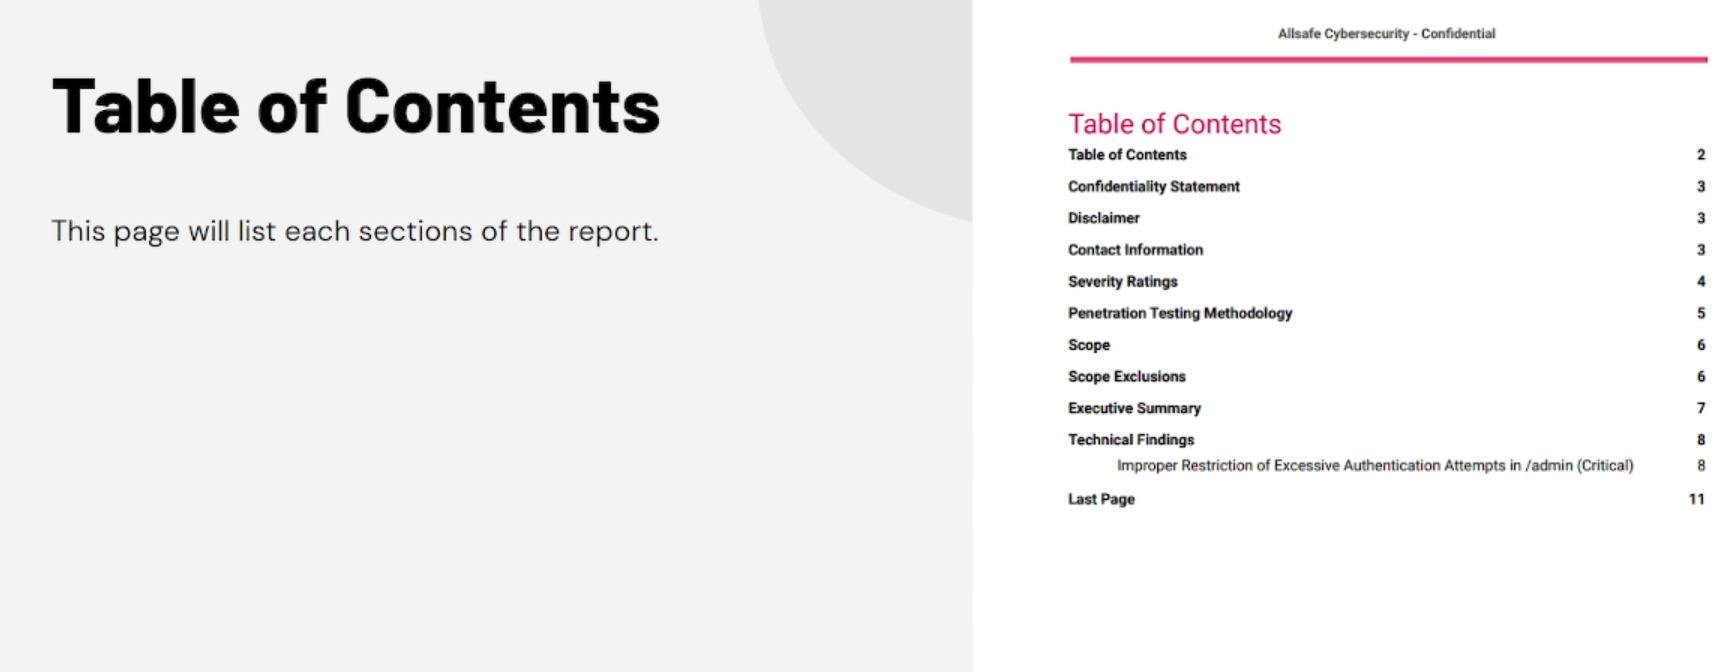 Table of Contents
This page will list each sections of the report.
Allsafe Cybersecurity - Confidential
Table of Contents
Table of Contents 2
Confidentiality Statement 3
Disclaimer 3
Contact Information 3
Severity Ratings 4
Penetration Testing Methodology 5
Scope 6
Scope Exclusions 6
Executive Summary 7
Technical Findings 8
Improper Restriction of Excessive Authentication Attempts in /admin (Critical) 8
Last Page 11